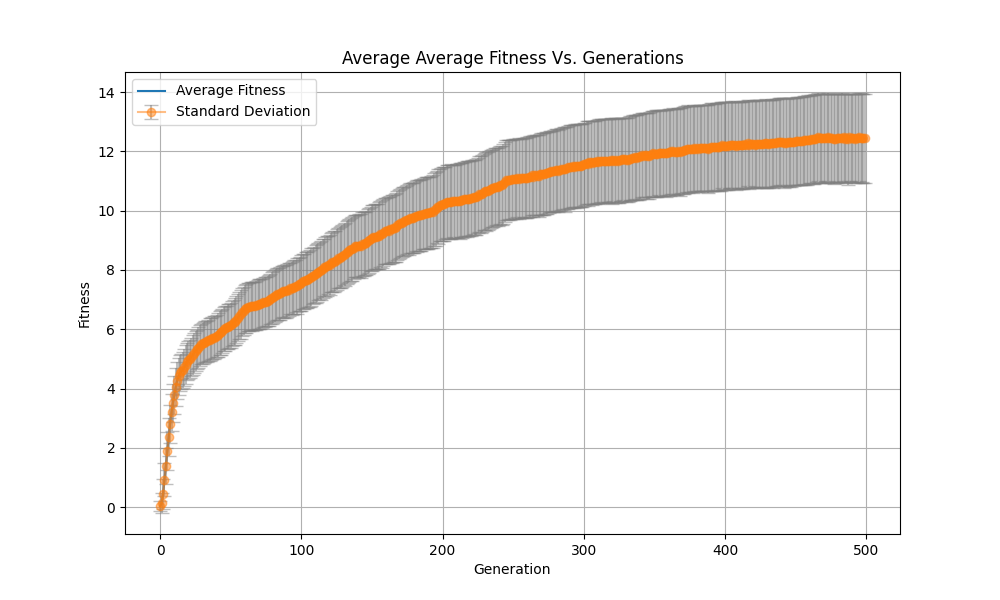 Average Average Fitness Vs. Generations
Average Fitness
Standard Deviation
14
12
10
8
6
4
2
0
Fitness
0 100 200 300 400 500
Generation